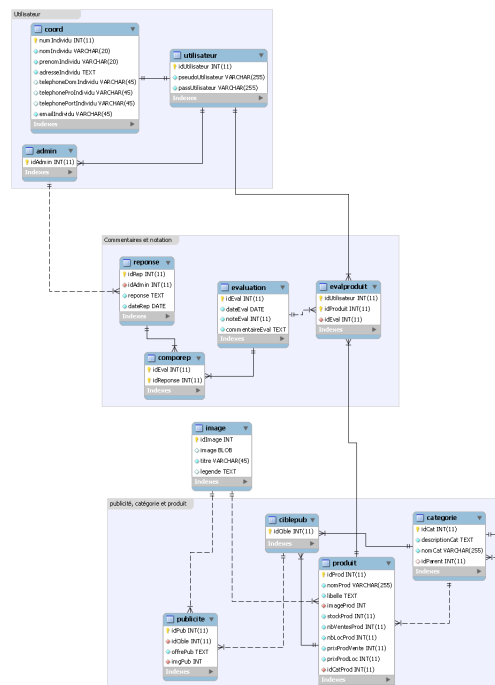 Utilisateur
coord
numIndividu INT(11)
nomIndividu VARCHAR(20)
prenomIndividu VARCHAR(20)
adresseIndividu TEXT
telephoneDomIndividu VARCHAR(45)
telephoneProIndividu VARCHAR(45)
telephonePortIndividu VARCHAR(45)
emailIndividu VARCHAR(45)
Indexes
utilisateur
idUtilisateur INT(11)
pseudoUtilisateur VARCHAR(255)
passUtilisateur VARCHAR(255)
Indexes
admin
idAdmin INT(11)
Indexes
Commentaires et notation
reponse
idRep INT(11)
idAdmin INT(11)
reponse TEXT
dateRep DATE
Indexes
evaluation
idEval INT(11)
dateEval DATE
noteEval INT(11)
commentaireEval TEXT
Indexes
evalproduit
idUtilisateur INT(11)
idProduit INT(11)
idEval INT(11)
Indexes
comporep
idEval INT(11)
idReponse INT(11)
Indexes
image
idImage INT
image BLOB
titre VARCHAR(45)
legende TEXT
Indexes
publicité, catégorie et produit
ciblepub
idCible INT(11)
Indexes
categorie
idCat INT(11)
descriptionCat TEXT
nomCat VARCHAR(255)
idParent INT(11)
Indexes
produit
idProd INT(11)
nomProd VARCHAR(255)
libelle TEXT
imageProd INT
stockProd INT(11)
nbVentesProd INT(11)
nbLocProd INT(11)
prixProdVente INT(11)
prixProdLoc INT(11)
idCatProd INT(11)
Indexes
publicite
idPub INT(11)
idCible INT(11)
offrePub TEXT
imgPub INT
Indexes